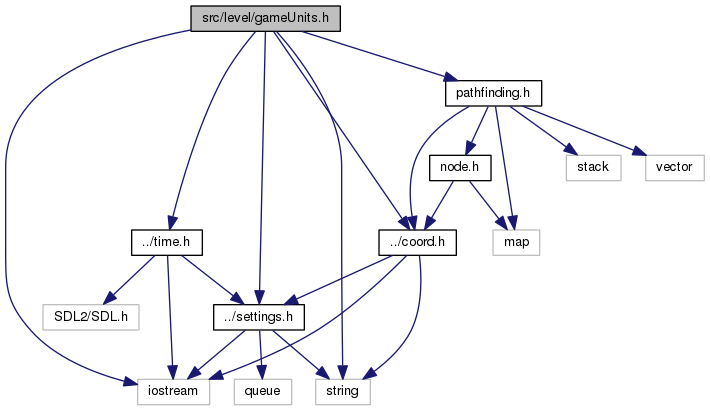 src/level/gameUnits.h
pathfinding.h
node.h
stack
vector
../time.h
../coord.h
map
SDL2/SDL.h
../settings.h
iostream
queue
string